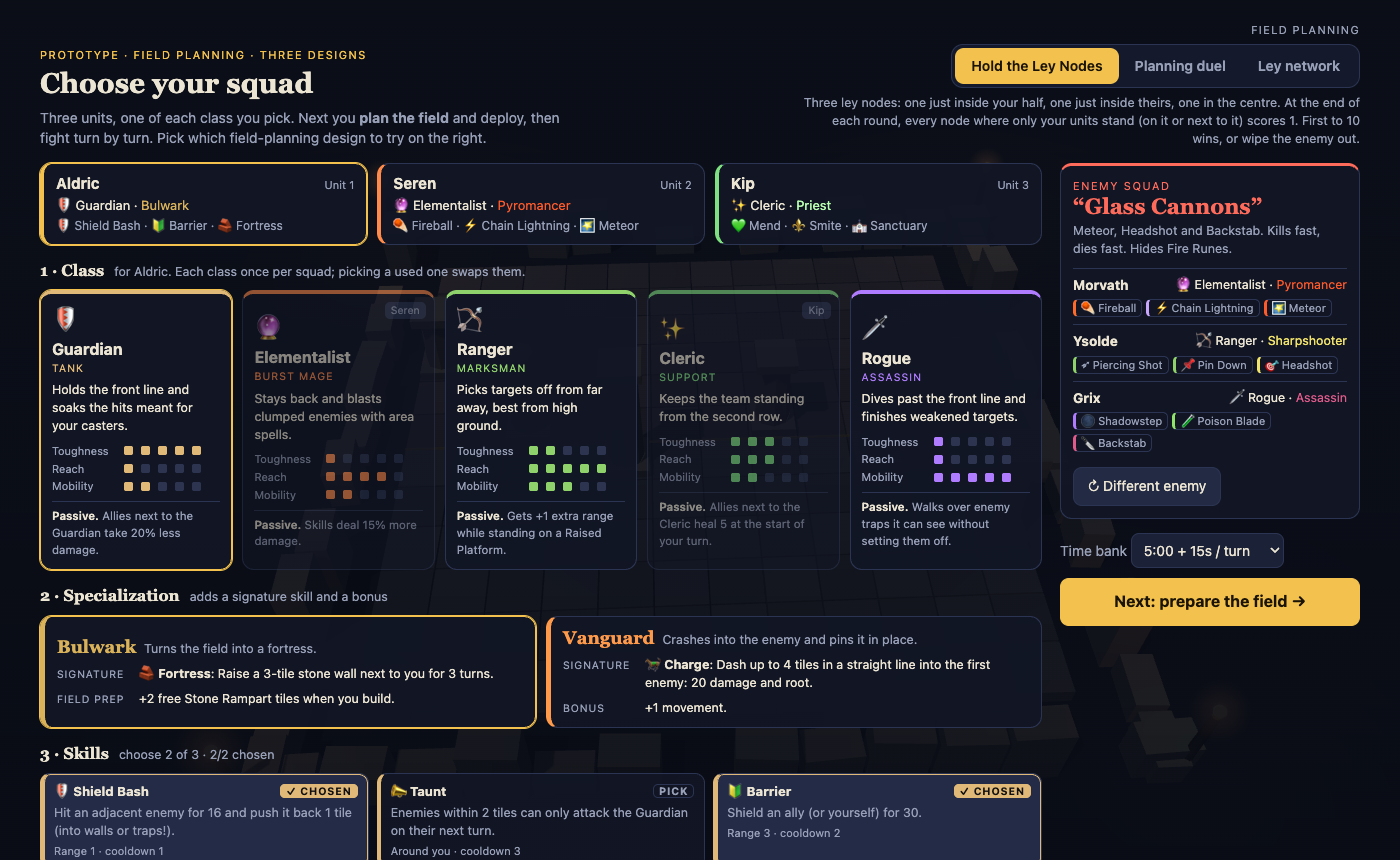 FIELD PLANNING
PROTOTYPE · FIELD PLANNING · THREE DESIGNS
Choose your squad
Three units, one of each class you pick. Next you plan the field and deploy, then
fight turn by turn. Pick which field-planning design to try on the right.
Hold the Ley Nodes
Planning duel
Ley network
Three ley nodes: one just inside your half, one just inside theirs, one in the centre. At the end of
each round, every node where only your units stand (on it or next to it) scores 1. First to 10
wins, or wipe the enemy out.
Aldric
Unit 1
Guardian · Bulwark
Shield Bash · Barrier · Fortress
Seren
Unit 2
Elementalist · Pyromancer
Fireball · Chain Lightning · Meteor
Kip
Unit 3
Cleric · Priest
Mend · Smite · Sanctuary
1 · Class for Aldric. Each class once per squad; picking a used one swaps them.
Guardian
TANK
Holds the front line and
soaks the hits meant for
your casters.
Toughness
Reach
Mobility
Passive. Allies next to the
Guardian take 20% less
damage.
Seren
Elementalist
BURST MAGE
Stays back and blasts
clumped enemies with area
spells.
Toughness
Reach
Mobility
Passive. Skills deal 15% more
damage.
Ranger
MARKSMAN
Picks targets off from far
away, best from high
ground.
Toughness
Reach
Mobility
Passive. Gets +1 extra range
while standing on a Raised
Platform.
Kip
Cleric
SUPPORT
Keeps the team standing
from the second row.
Toughness
Reach
Mobility
Passive. Allies next to the
Cleric heal 5 at the start of
your turn.
Rogue
ASSASSIN
Dives past the front line and
finishes weakened targets.
Toughness
Reach
Mobility
Passive. Walks over enemy
traps it can see without
setting them off.
2 · Specialization adds a signature skill and a bonus
Bulwark Turns the field into a fortress.
SIGNATURE Fortress: Raise a 3-tile stone wall next to you for 3 turns.
FIELD PREP +2 free Stone Rampart tiles when you build.
Vanguard Crashes into the enemy and pins it in place.
SIGNATURE Charge: Dash up to 4 tiles in a straight line into the first
enemy: 20 damage and root.
BONUS +1 movement.
3 · Skills choose 2 of 3 · 2/2 chosen
Shield Bash
✓ CHOSEN
Hit an adjacent enemy for 16 and push it back 1 tile
(into walls or traps!).
Range 1 · cooldown 1
Taunt
PICK
Enemies within 2 tiles can only attack the Guardian
on their next turn.
Around you · cooldown 3
Barrier
✓ CHOSEN
Shield an ally (or yourself) for 30.
Range 3 · cooldown 2
ENEMY SQUAD
“Glass Cannons”
Meteor, Headshot and Backstab. Kills fast,
dies fast. Hides Fire Runes.
Morvath Elementalist · Pyromancer
Fireball Chain Lightning Meteor
Ysolde Ranger · Sharpshooter
Piercing Shot Pin Down Headshot
Grix Rogue · Assassin
Shadowstep Poison Blade
Backstab
↻ Different enemy
Time bank 5:00 + 15s / turn
Next: prepare the field →